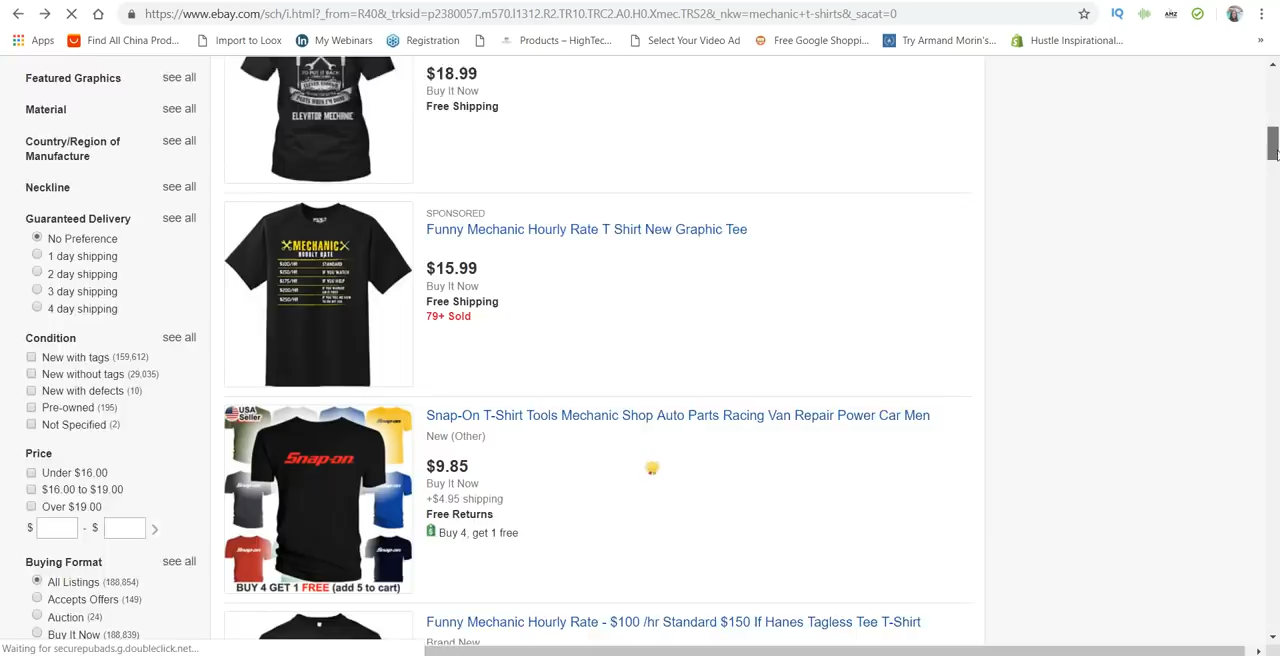 https://www.ebay.com/sch/i.html?_from=R40&_trksid=p2380057.m570.l1312.R2.TR10.TRC2.A0.H0.Xmec.TRS2&_nkw=mechanic+t-shirts&_sacat=0
Apps Find All China Prod... Import to Loox My Webinars Registration Products – HighTec... Select Your Video Ad Free Google Shoppi... Try Armand Morin's... Hustle Inspirational... »
Featured Graphics see all
Material see all
Country/Region of Manufacture see all
Neckline see all
Guaranteed Delivery see all
No Preference
1 day shipping
2 day shipping
3 day shipping
4 day shipping
Condition see all
New with tags (159,612)
New without tags (29,035)
New with defects (10)
Pre-owned (195)
Not Specified (2)
Price
Under $16.00
$16.00 to $19.00
Over $19.00
$ - $
Buying Format see all
All Listings (188,854)
Accepts Offers (149)
Auction (24)
Buy It Now (188,839)
Waiting for securepubads.g.doubleclick.net...
ELEVATOR MECHANIC
$18.99
Buy It Now
Free Shipping
MECHANIC
HOURLY RATE
SPONSORED
Funny Mechanic Hourly Rate T Shirt New Graphic Tee
$15.99
Buy It Now
Free Shipping
79+ Sold
USA Seller
Snap-on
BUY 4 GET 1 FREE (add 5 to cart)
Snap-On T-Shirt Tools Mechanic Shop Auto Parts Racing Van Repair Power Car Men
New (Other)
$9.85
Buy It Now
+$4.95 shipping
Free Returns
Buy 4, get 1 free
Funny Mechanic Hourly Rate - $100 /hr Standard $150 If Hanes Tagless Tee T-Shirt
Brand New